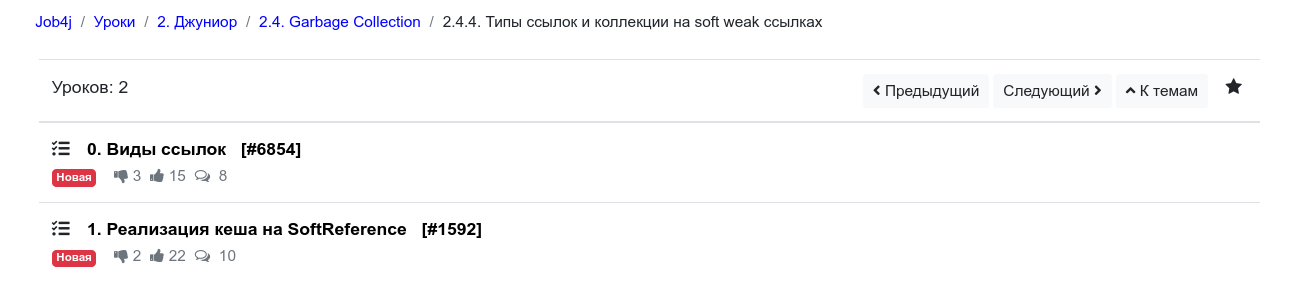 Job4j / Уроки / 2. Джуниор / 2.4. Garbage Collection / 2.4.4. Типы ссылок и коллекции на soft weak ссылках
Уроков: 2 Предыдущий Следующий К темам
0. Виды ссылок [#6854]
Новая 3 15 8
1. Реализация кеша на SoftReference [#1592]
Новая 2 22 10